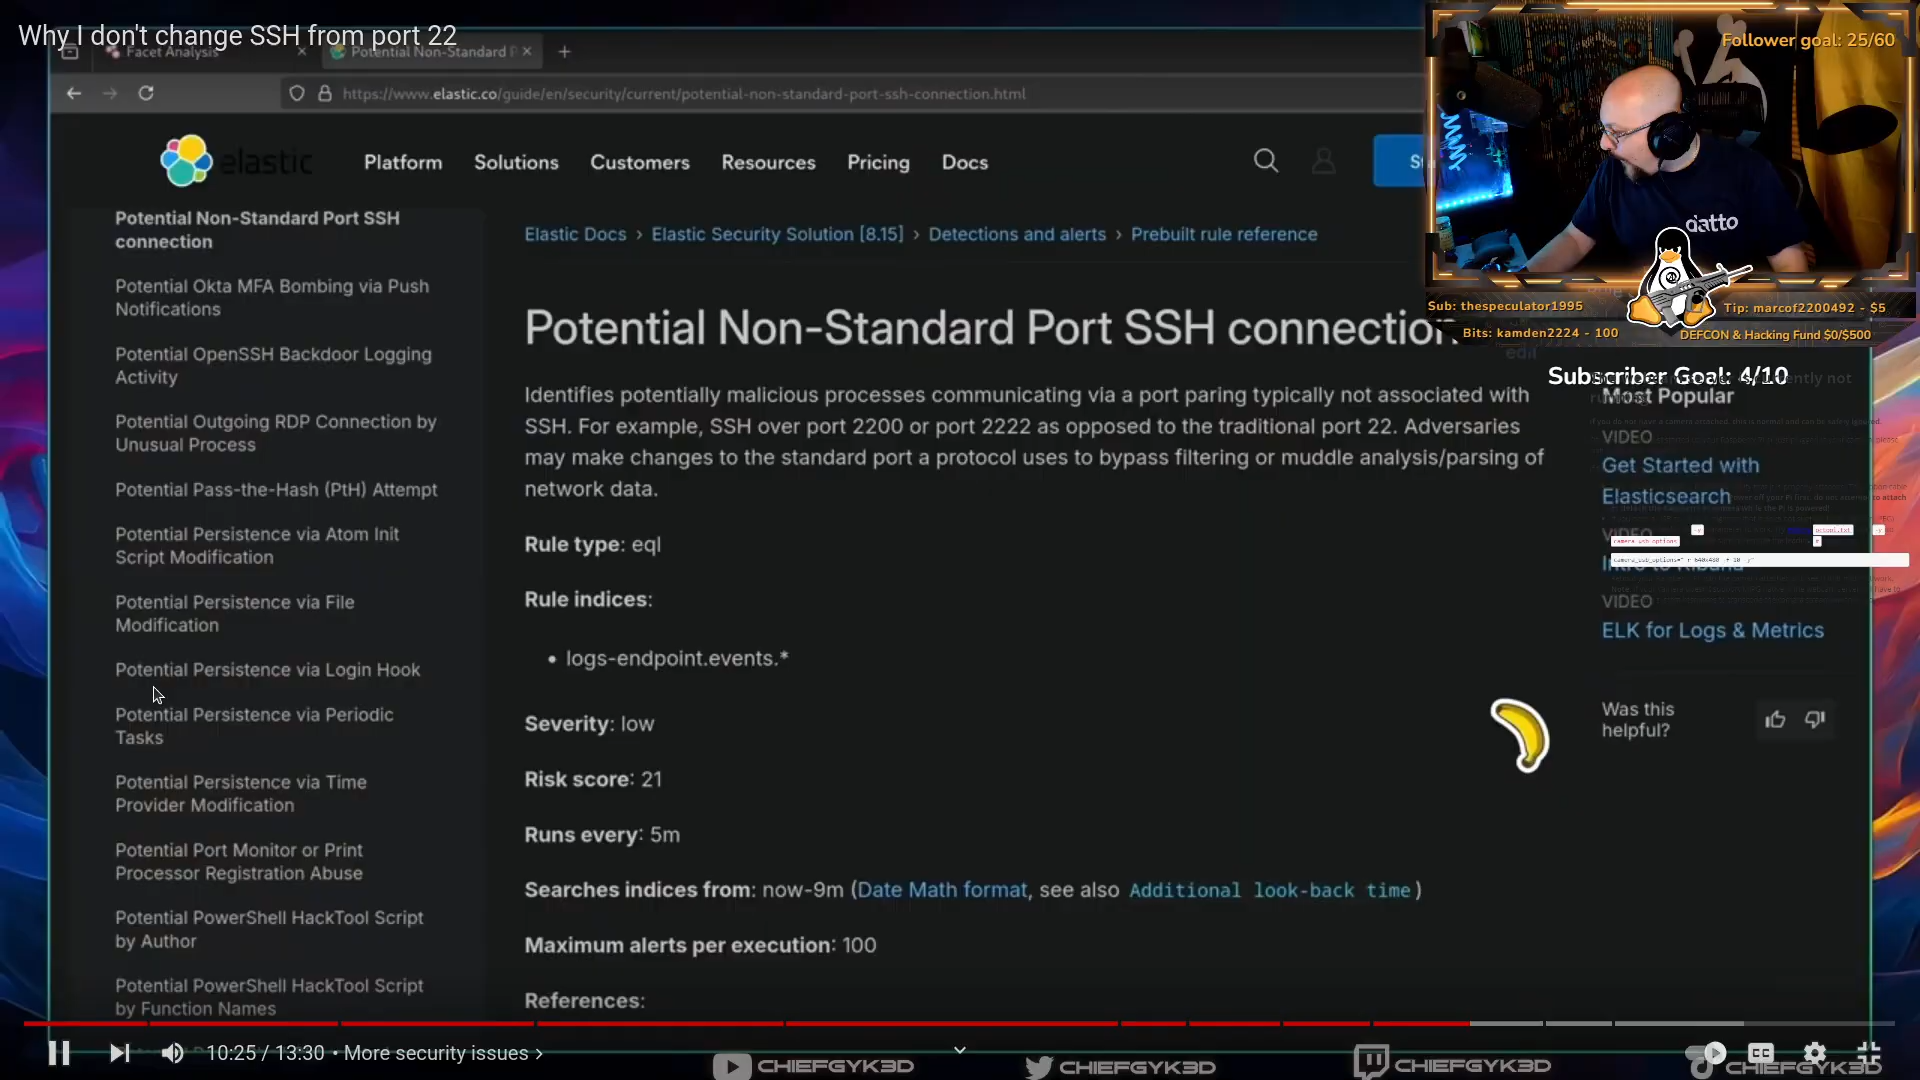 Why I don't change SSH from port 22
Facet Analysis
Potential Non-Standard P
https://www.elastic.co/guide/en/security/current/potential-non-standard-port-ssh-connection.html
elastic
Platform
Solutions
Customers
Resources
Pricing
Docs
Follower goal: 25/60
datto
Sub: thespeculator1995
Tip: marcof2200492 - $5
Bits: kamden2224 - 100
DEFCON & Hacking Fund $0/$500
Subscriber Goal: 4/10
Potential Non-Standard Port SSH
connection
Potential Okta MFA Bombing via Push
Notifications
Potential OpenSSH Backdoor Logging
Activity
Potential Outgoing RDP Connection by
Unusual Process
Potential Pass-the-Hash (PtH) Attempt
Potential Persistence via Atom Init
Script Modification
Potential Persistence via File
Modification
Potential Persistence via Login Hook
Potential Persistence via Periodic
Tasks
Potential Persistence via Time
Provider Modification
Potential Port Monitor or Print
Processor Registration Abuse
Potential PowerShell HackTool Script
by Author
Potential PowerShell HackTool Script
by Function Names
Elastic Docs › Elastic Security Solution [8.15] › Detections and alerts › Prebuilt rule reference
Potential Non-Standard Port SSH connection
edit
Identifies potentially malicious processes communicating via a port paring typically not associated with
SSH. For example, SSH over port 2200 or port 2222 as opposed to the traditional port 22. Adversaries
may make changes to the standard port a protocol uses to bypass filtering or muddle analysis/parsing of
network data.
Rule type: eql
Rule indices:
• logs-endpoint.events.*
Severity: low
Risk score: 21
Runs every: 5m
Searches indices from: now-9m (Date Math format, see also Additional look-back time)
Maximum alerts per execution: 100
References:
Most Popular
VIDEO
Get Started with
Elasticsearch
VIDEO
Intro to Kibana
VIDEO
ELK for Logs & Metrics
Was this
helpful?
10:25 / 13:30 • More security issues ›
CHIEFGYK3D
CHIEFGYK3D
CHIEFGYK3D
CHIEFGYK3D
CC